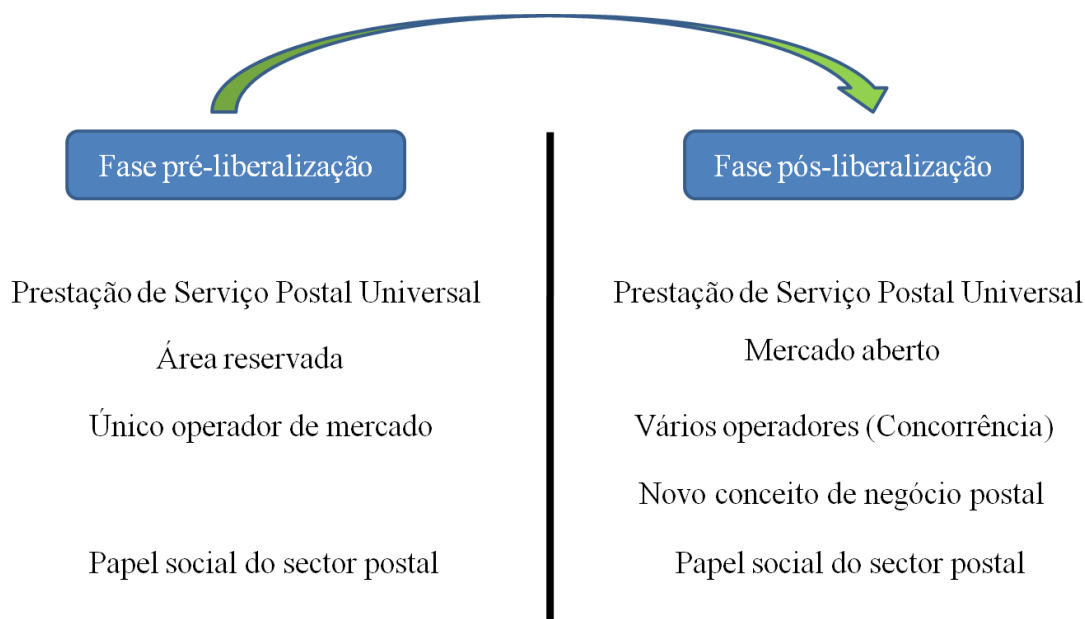 Fase pré-liberalização
Fase pós-liberalização
Prestação de Serviço Postal Universal
Prestação de Serviço Postal Universal
Área reservada
Mercado aberto
Único operador de mercado
Vários operadores (Concorrência)
Novo conceito de negócio postal
Papel social do sector postal
Papel social do sector postal